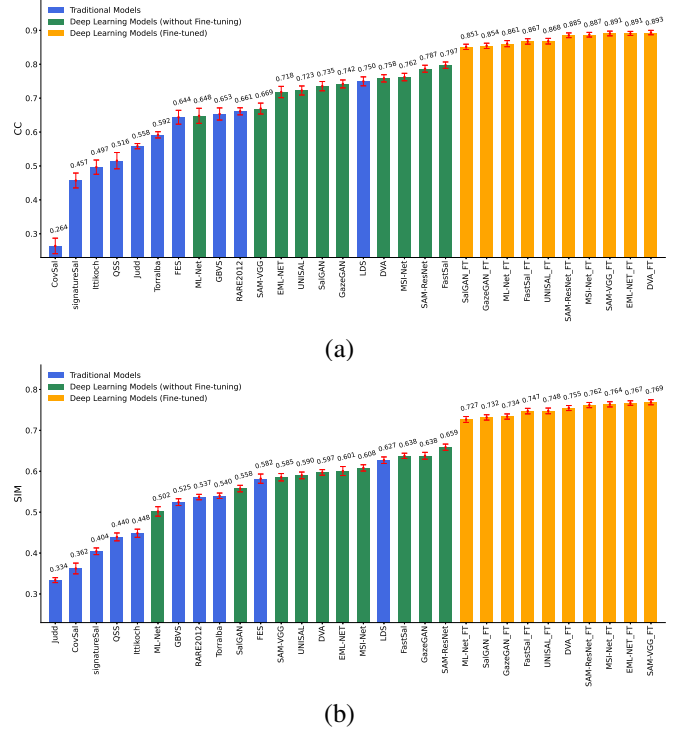 Traditional Models
Deep Learning Models (without Fine-tuning)
Deep Learning Models (Fine-tuned)
CC
0.9
0.8
0.7
0.6
0.5
0.4
0.3
0.264
0.457
0.497
0.516
0.558
0.592
0.644
0.648
0.653
0.661
0.669
0.718
0.723
0.735
0.742
0.750
0.758
0.762
0.787
0.797
0.851
0.854
0.861
0.867
0.868
0.885
0.887
0.891
0.891
0.893
CovSal
signatureSal
Ittikoch
QSS
Judd
Torralba
FES
ML-Net
GBVS
RARE2012
SAM-VGG
EML-NET
UNISAL
SalGAN
GazeGAN
LDS
DVA
MSI-Net
SAM-ResNet
FastSal
SalGAN_FT
GazeGAN_FT
ML-Net_FT
FastSal_FT
UNISAL_FT
SAM-ResNet_FT
MSI-Net_FT
SAM-VGG_FT
EML-NET_FT
DVA_FT
(a)
Traditional Models
Deep Learning Models (without Fine-tuning)
Deep Learning Models (Fine-tuned)
SIM
0.8
0.7
0.6
0.5
0.4
0.3
0.334
0.362
0.404
0.440
0.448
0.502
0.525
0.537
0.540
0.558
0.582
0.585
0.590
0.597
0.601
0.608
0.627
0.638
0.638
0.659
0.727
0.732
0.734
0.747
0.748
0.755
0.762
0.764
0.767
0.769
Judd
CovSal
signatureSal
QSS
Ittikoch
ML-Net
GBVS
RARE2012
Torralba
SalGAN
FES
SAM-VGG
UNISAL
DVA
EML-NET
MSI-Net
LDS
FastSal
GazeGAN
SAM-ResNet
ML-Net_FT
SalGAN_FT
GazeGAN_FT
FastSal_FT
UNISAL_FT
DVA_FT
SAM-ResNet_FT
MSI-Net_FT
EML-NET_FT
SAM-VGG_FT
(b)